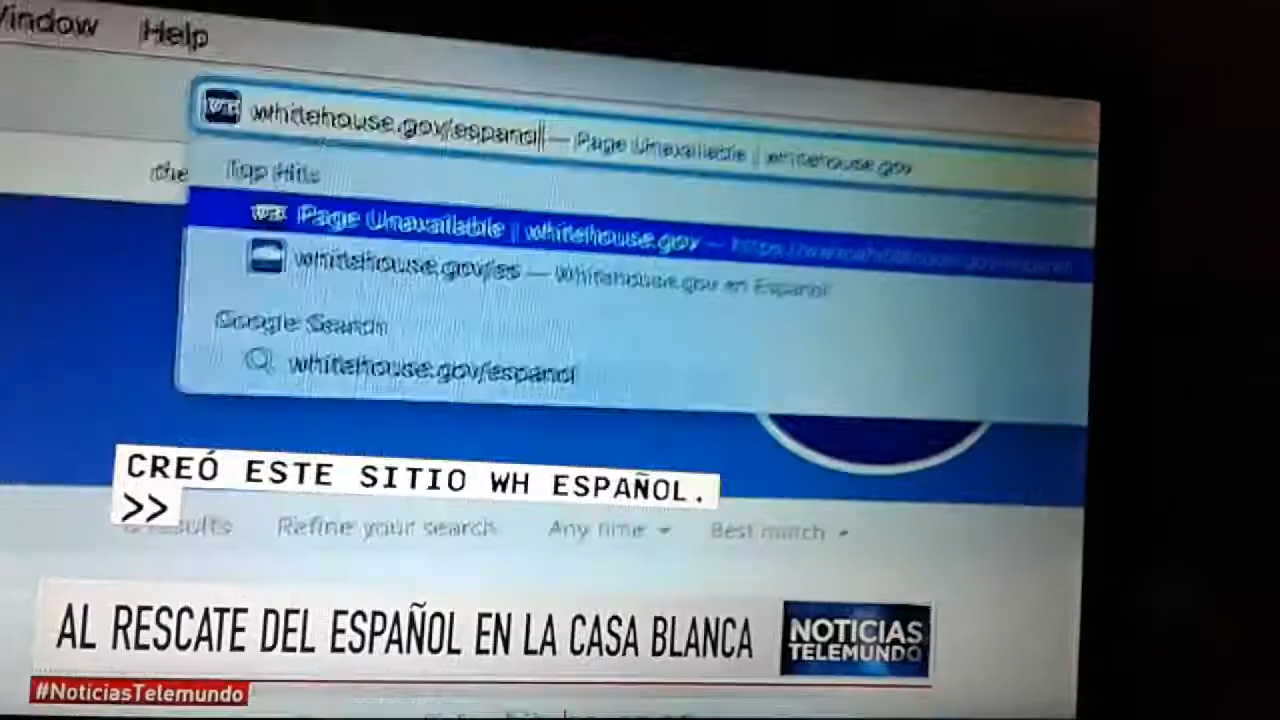 Window Help
whitehouse.gov/espanol — Page Unavailable | whitehouse.gov
the
Top Hits
Page Unavailable | whitehouse.gov —
whitehouse.gov/es — Whitehouse.gov en Español
Google Search
whitehouse.gov/espanol
CREÓ ESTE SITIO WH ESPAÑOL.
>>
Refine your search Any time Best match
AL RESCATE DEL ESPAÑOL EN LA CASA BLANCA
NOTICIAS
TELEMUNDO
#NoticiasTelemundo